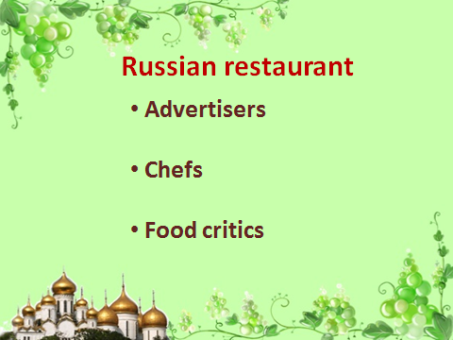 Russian restaurant
• Advertisers
• Chefs
• Food critics